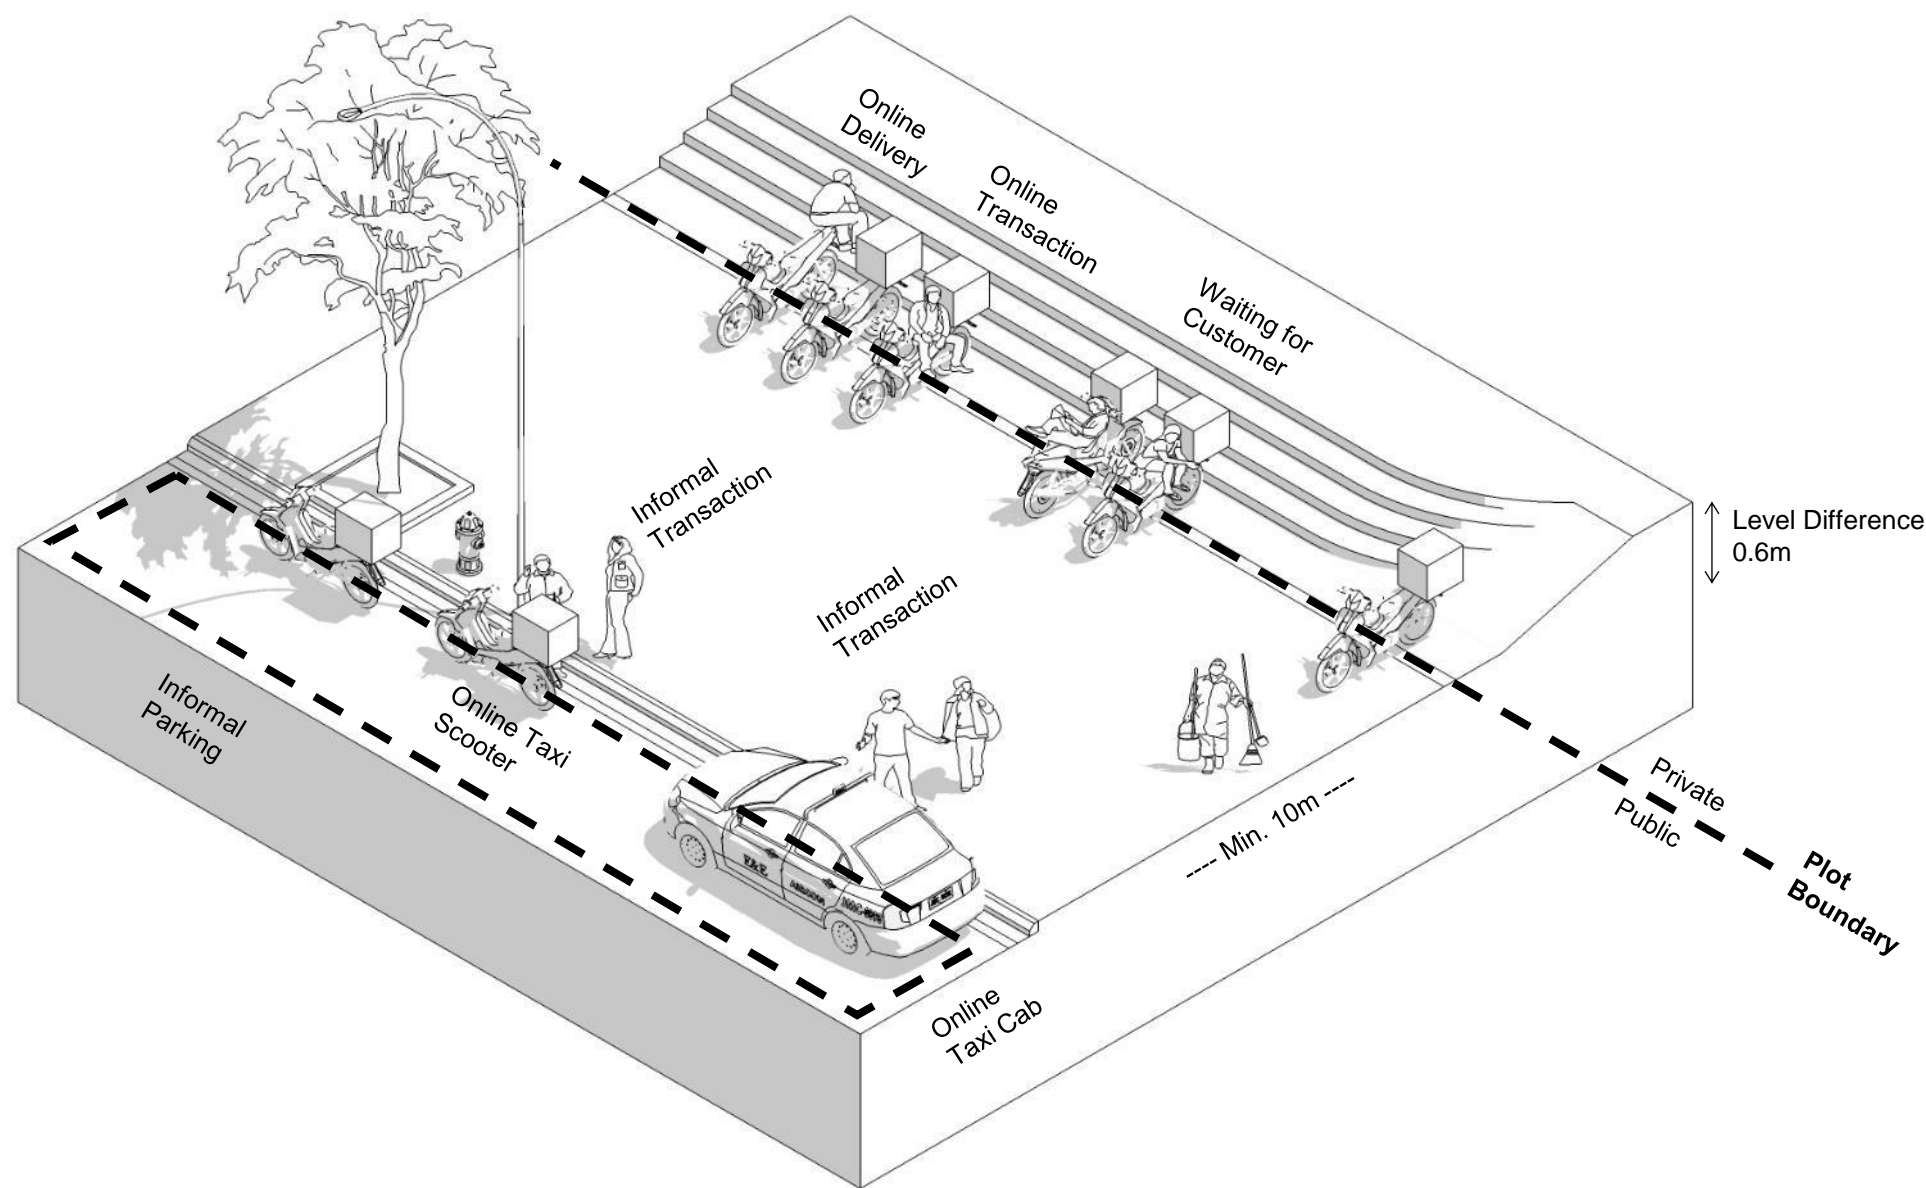 Online
Delivery
Online
Transaction
Waiting for
Customer
Informal
Transaction
Level Difference
0.6m
Informal
Transaction
Informal
Parking
Online Taxi
Scooter
Private
Public
---- Min. 10m ----
Plot
Boundary
Online
Taxi Cab